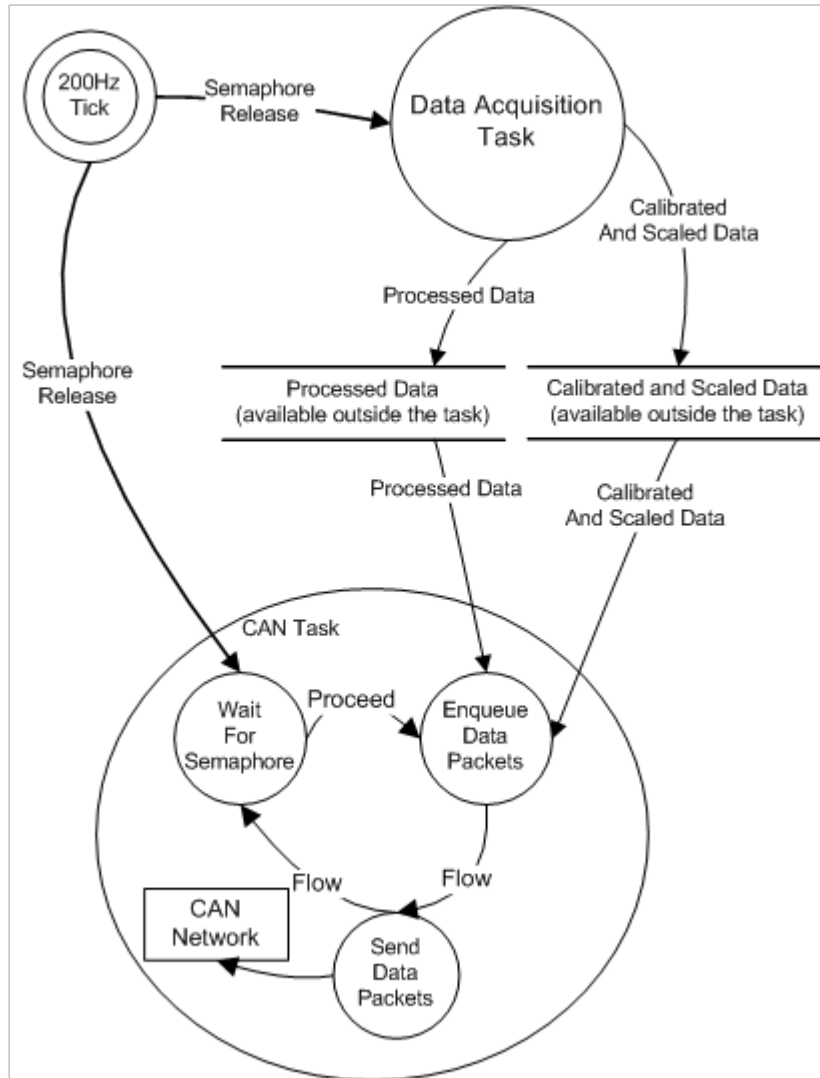 200Hz
Tick
Semaphore
Release
Data Acquisition
Task
Calibrated
And Scaled Data
Processed Data
Semaphore
Release
Processed Data
(available outside the task)
Calibrated and Scaled Data
(available outside the task)
Processed Data
Calibrated
And Scaled Data
CAN Task
Wait
For
Semaphore
Proceed
Enqueue
Data
Packets
Flow
Flow
CAN
Network
Send
Data
Packets